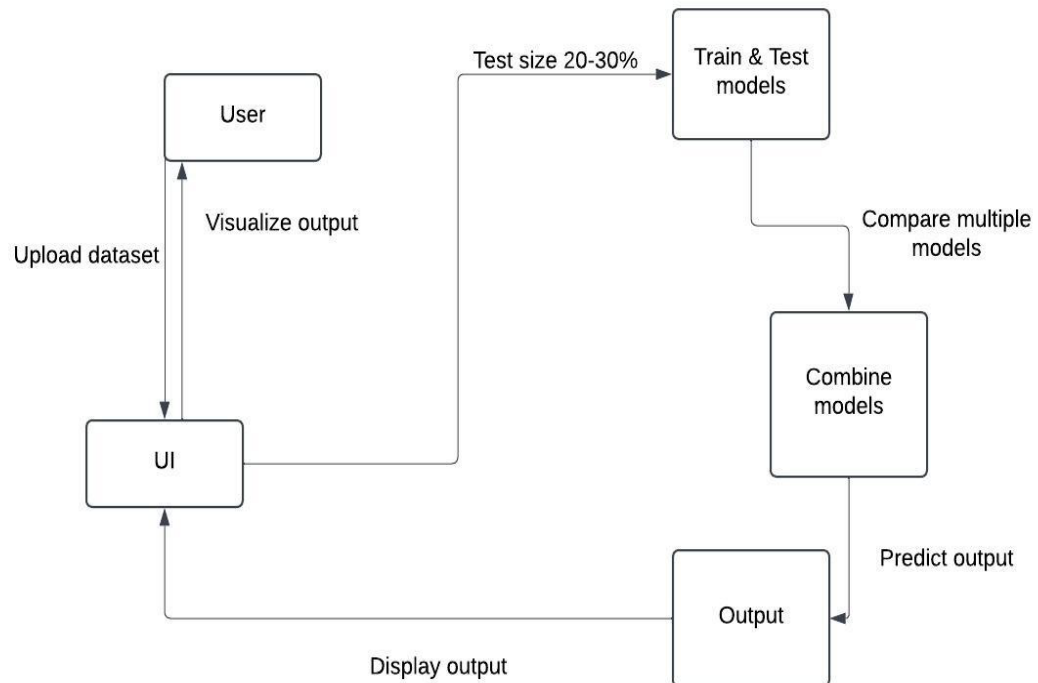 Test size 20-30%
Train & Test
models
User
Visualize output
Upload dataset
Compare multiple
models
Combine
models
UI
Predict output
Output
Display output